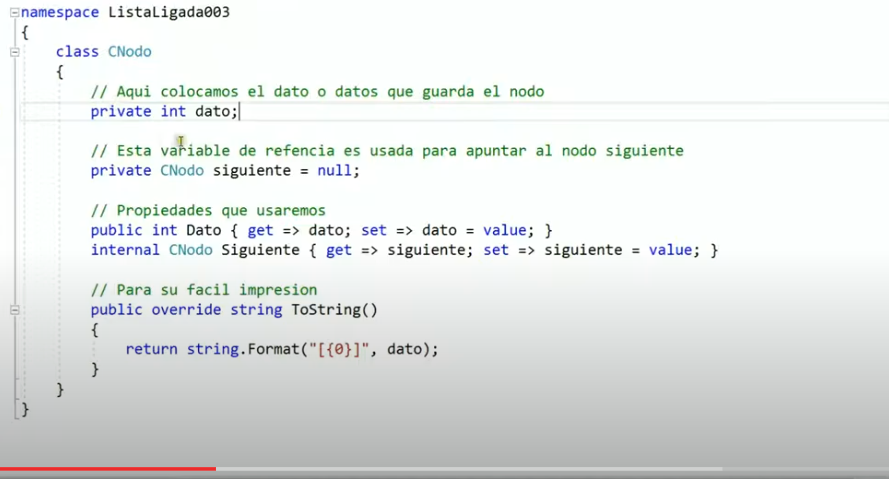 namespace ListaLigada003
{
class CNodo
{
// Aqui colocamos el dato o datos que guarda el nodo
private int dato;
// Esta variable de refencia es usada para apuntar al nodo siguiente
private CNodo siguiente = null;
// Propiedades que usaremos
public int Dato { get => dato; set => dato = value; }
internal CNodo Siguiente { get => siguiente; set => siguiente = value; }
// Para su facil impresion
public override string ToString()
{
return string.Format("[{0}]", dato);
}
}
}